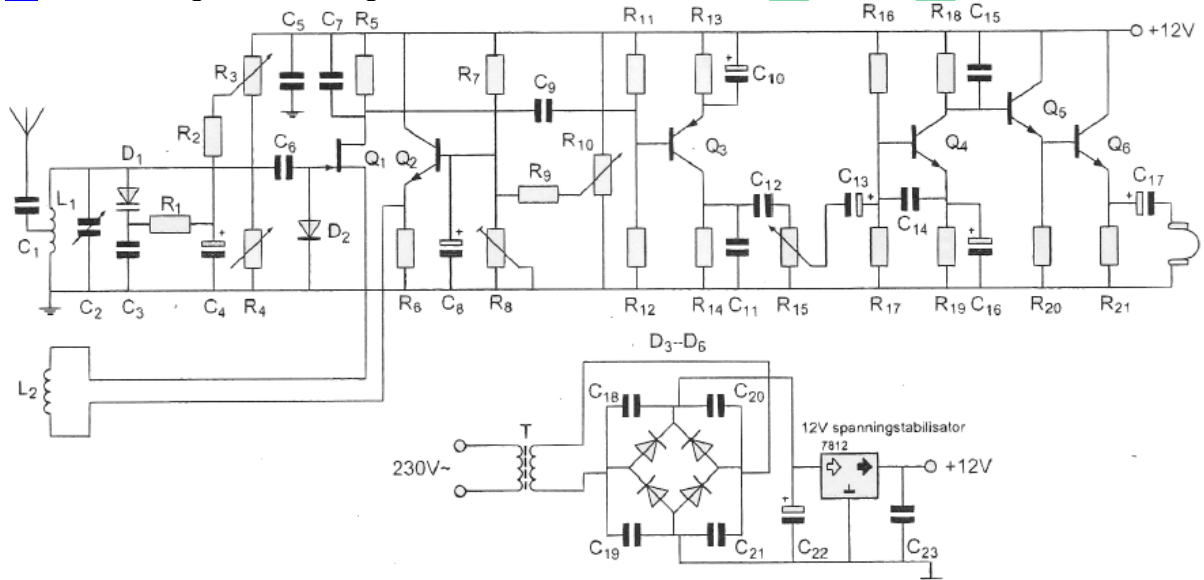 R11 R13 R16 R18 C15
C5 C7 R5 +12V
R3 R7 C9 C10
R2 R10 Q5
D1 C6 Q1 Q2 Q3 Q4 Q6
L1 R1 R9 C12 C13 C17
C1 D2 C14
C2 C3 C4 R4 R6 C8 R8 R12 R14 C11 R15 R17 R19 C16 R20 R21
L2
D3--D6
C18 C20
T 12V spanningstabilisator
7812
230V~ +12V
C19 C21 C22 C23